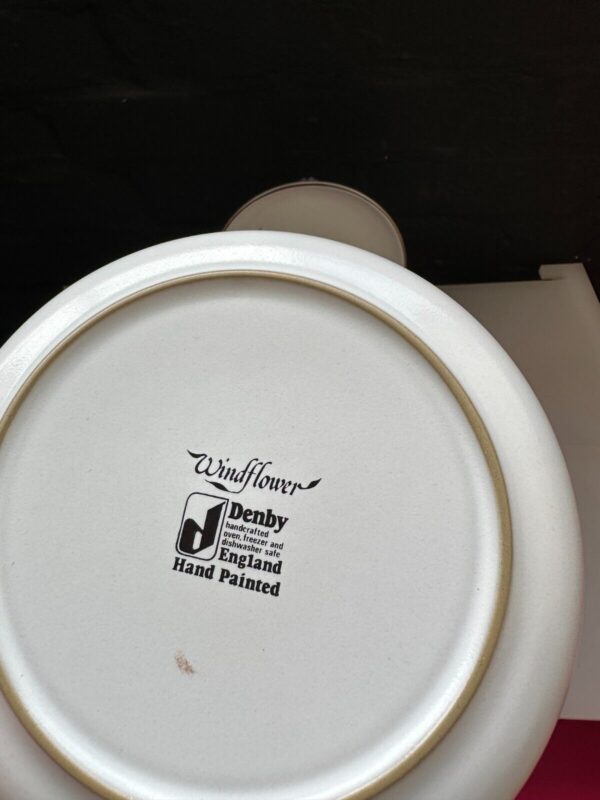 Windflower
d
Denby
handcrafted
oven, freezer and
dishwasher safe
England
Hand Painted